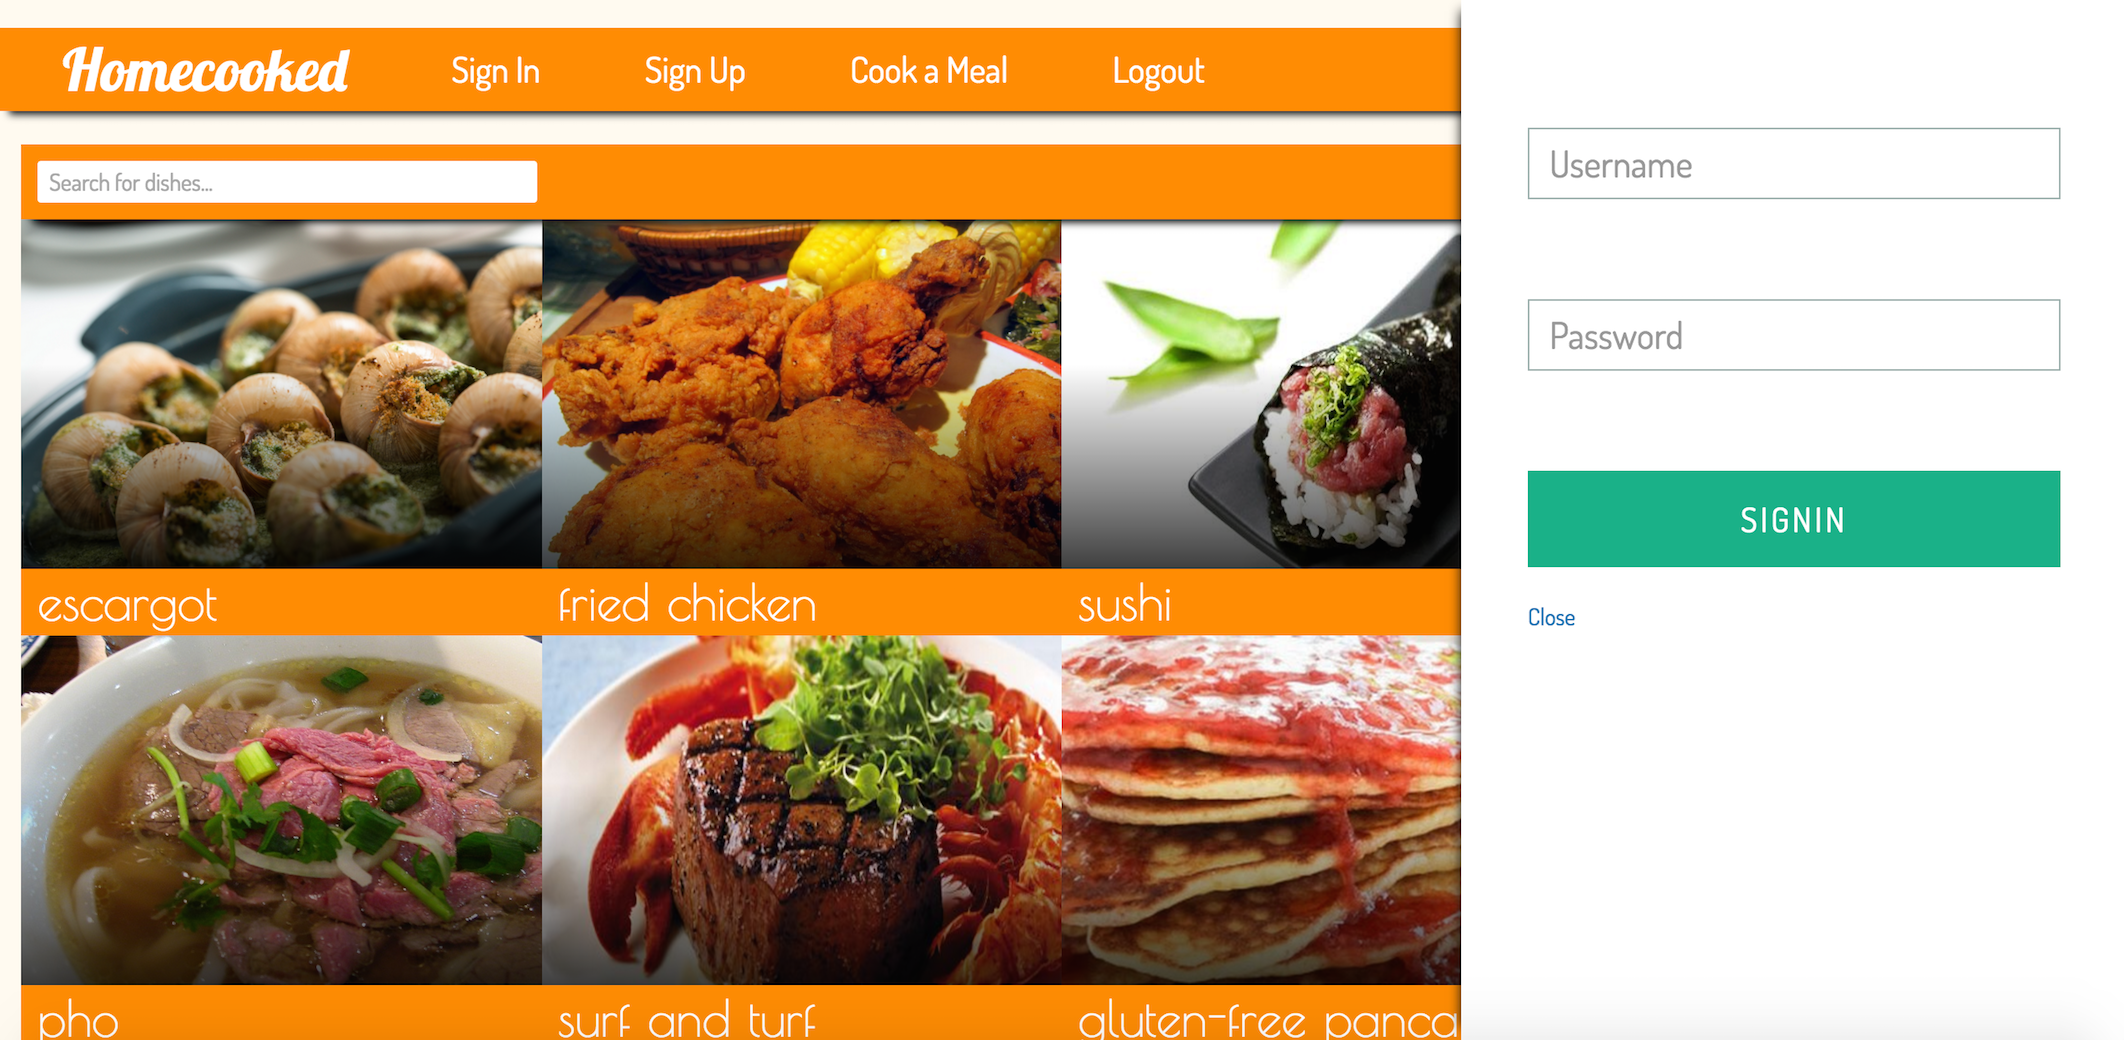 Homecooked Sign In Sign Up Cook a Meal Logout
Search for dishes...
escargot fried chicken sushi
pho surf and turf gluten-free panca
Username
Password
SIGNIN
Close